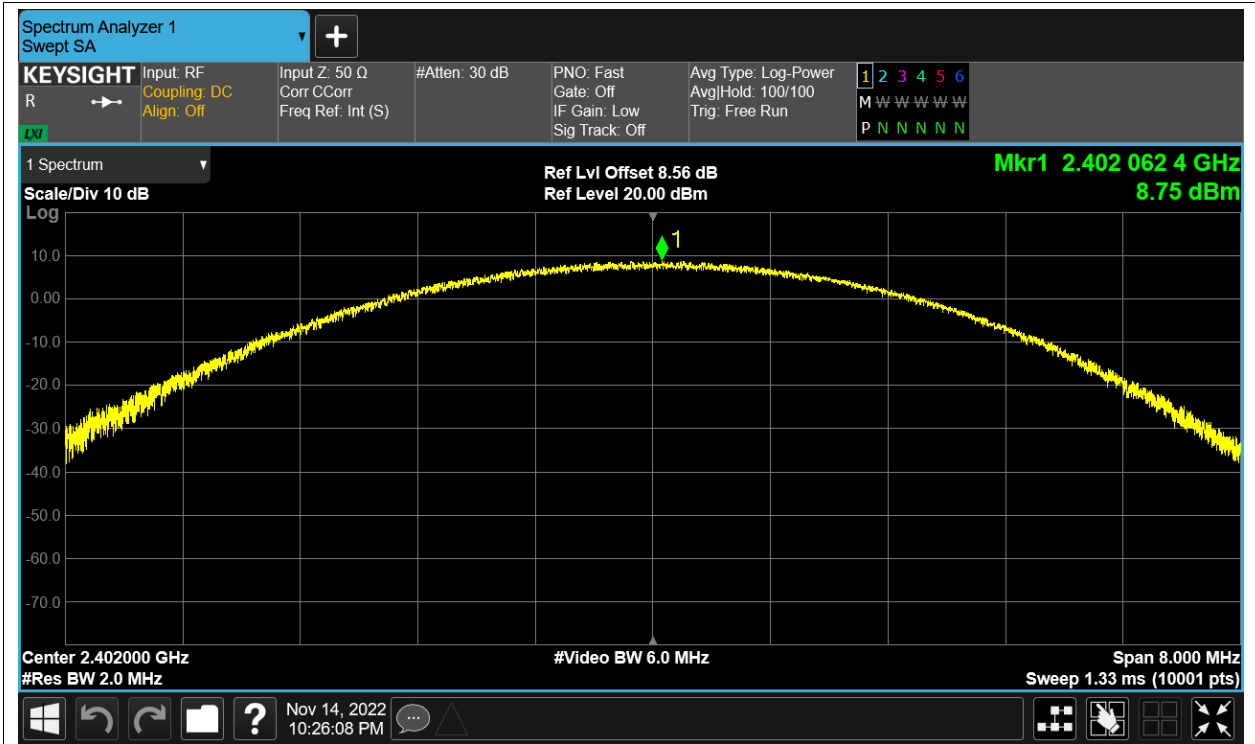 Spectrum Analyzer 1
Swept SA
+
KEYSIGHT
R
LXI
Input: RF
Coupling: DC
Align: Off
Input Z: 50 Ω
Corr CCorr
Freq Ref: Int (S)
#Atten: 30 dB
PNO: Fast
Gate: Off
IF Gain: Low
Sig Track: Off
Avg Type: Log-Power
Avg|Hold: 100/100
Trig: Free Run
1 2 3 4 5 6
M W W W W W W
P N N N N N N
1 Spectrum
Scale/Div 10 dB
Log
Ref Lvl Offset 8.56 dB
Ref Level 20.00 dBm
Mkr1 2.402 062 4 GHz
8.75 dBm
1
10.0
0.00
-10.0
-20.0
-30.0
-40.0
-50.0
-60.0
-70.0
Center 2.402000 GHz
#Res BW 2.0 MHz
#Video BW 6.0 MHz
Span 8.000 MHz
Sweep 1.33 ms (10001 pts)
?
Nov 14, 2022
10:26:08 PM